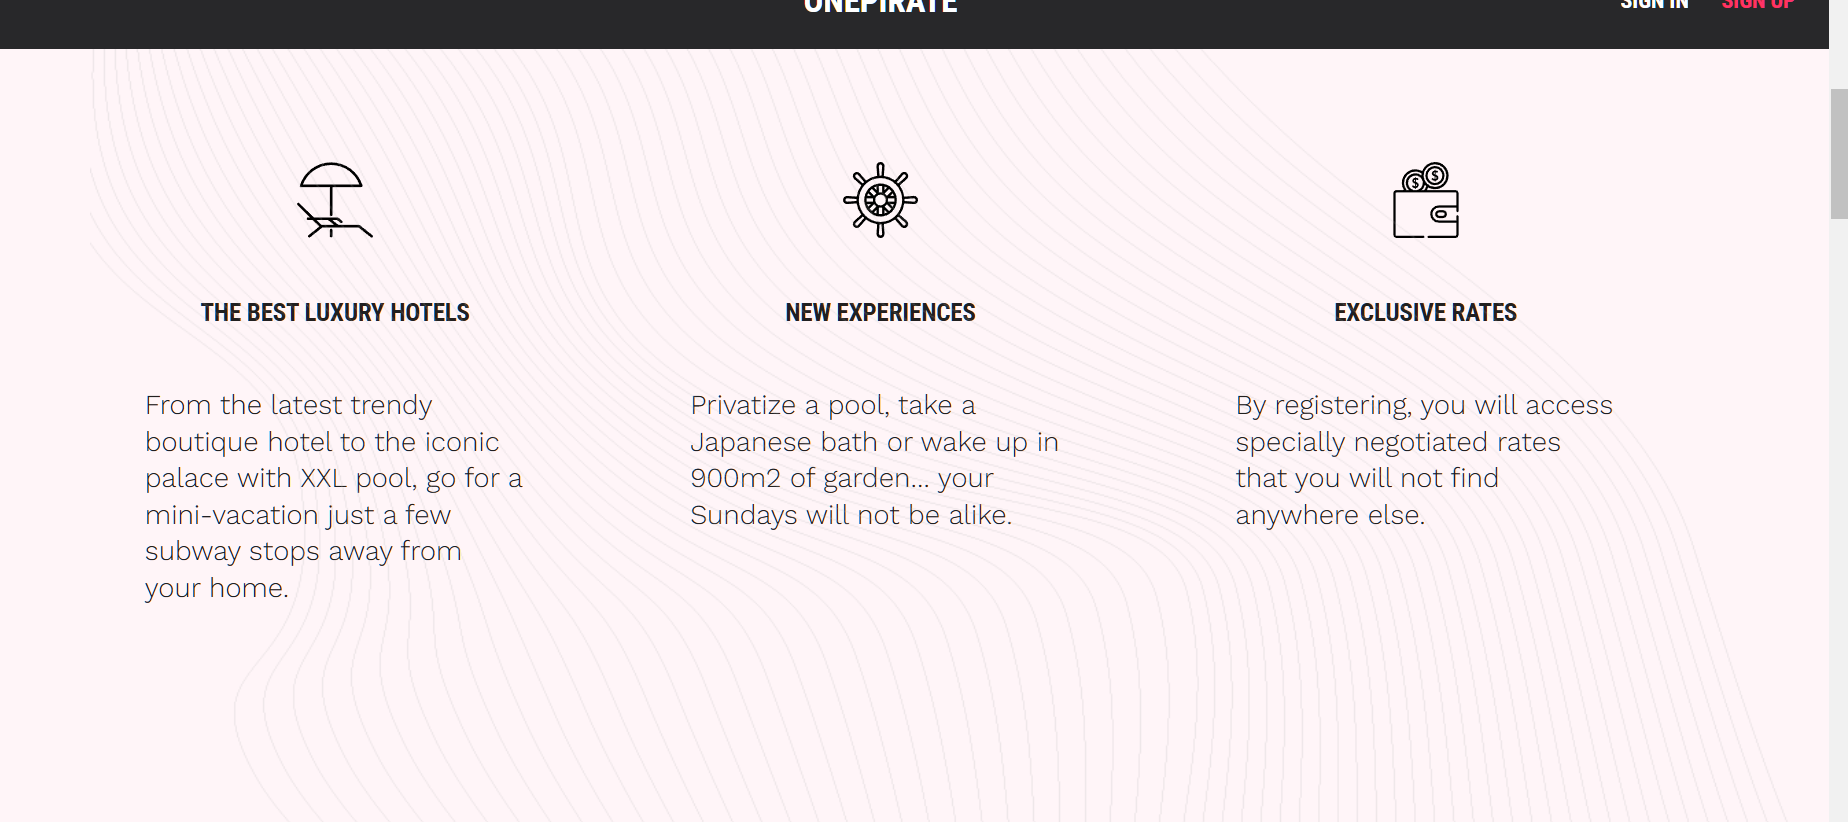 ONEPIRATE
SIGN IN
SIGN UP
THE BEST LUXURY HOTELS
From the latest trendy
boutique hotel to the iconic
palace with XXL pool, go for a
mini-vacation just a few
subway stops away from
your home.
NEW EXPERIENCES
Privatize a pool, take a
Japanese bath or wake up in
900m2 of garden… your
Sundays will not be alike.
EXCLUSIVE RATES
$ $
By registering, you will access
specially negotiated rates
that you will not find
anywhere else.